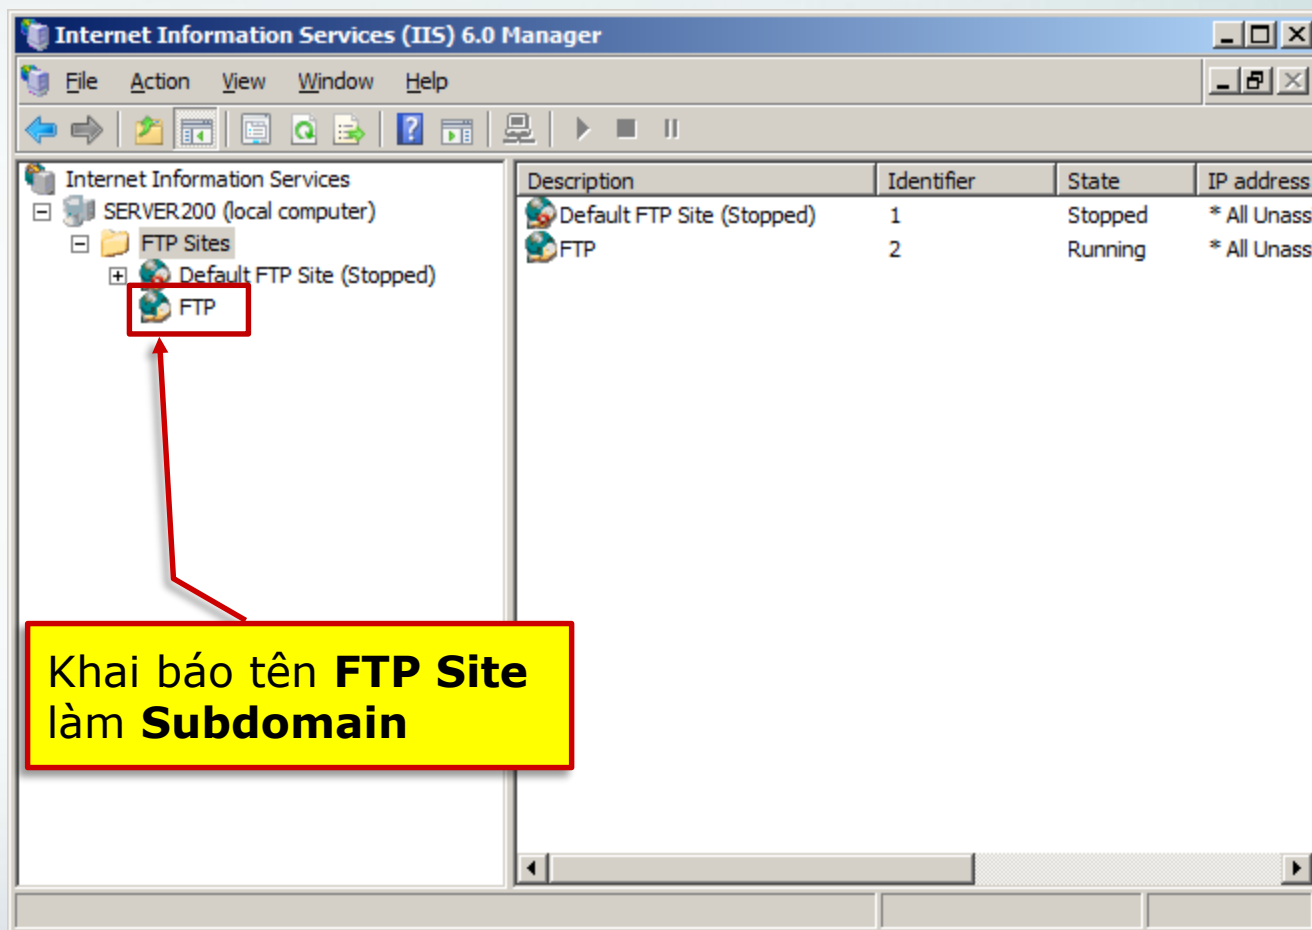 Internet Information Services (IIS) 6.0 Manager
File Action View Window Help
Internet Information Services
SERVER200 (local computer)
FTP Sites
Default FTP Site (Stopped)
FTP
Description Identifier State IP address
Default FTP Site (Stopped) 1 Stopped * All Unass
FTP 2 Running * All Unass
Khai báo tên FTP Site
làm Subdomain